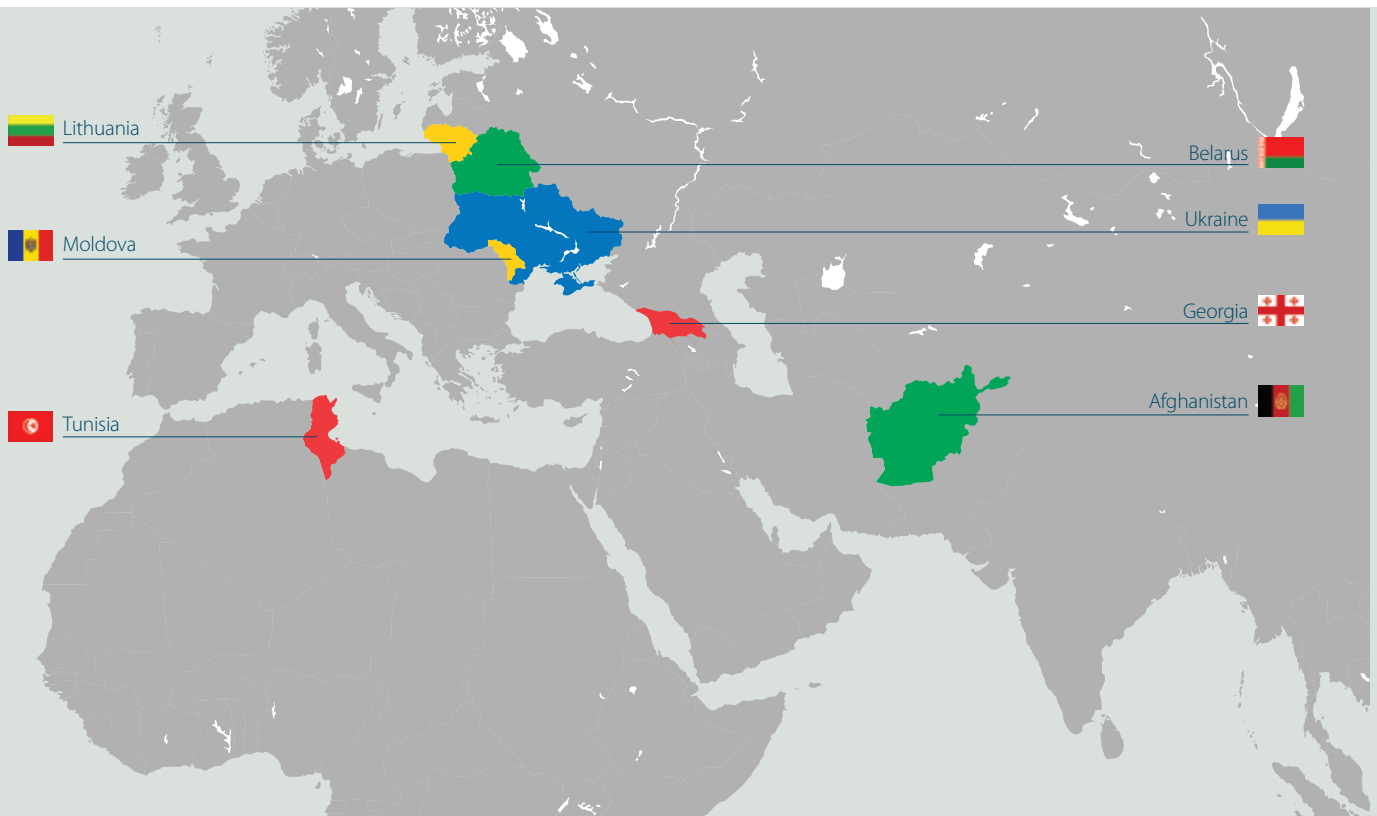 Lithuania
Moldova
Tunisia
Belarus
Ukraine
Georgia
Afghanistan